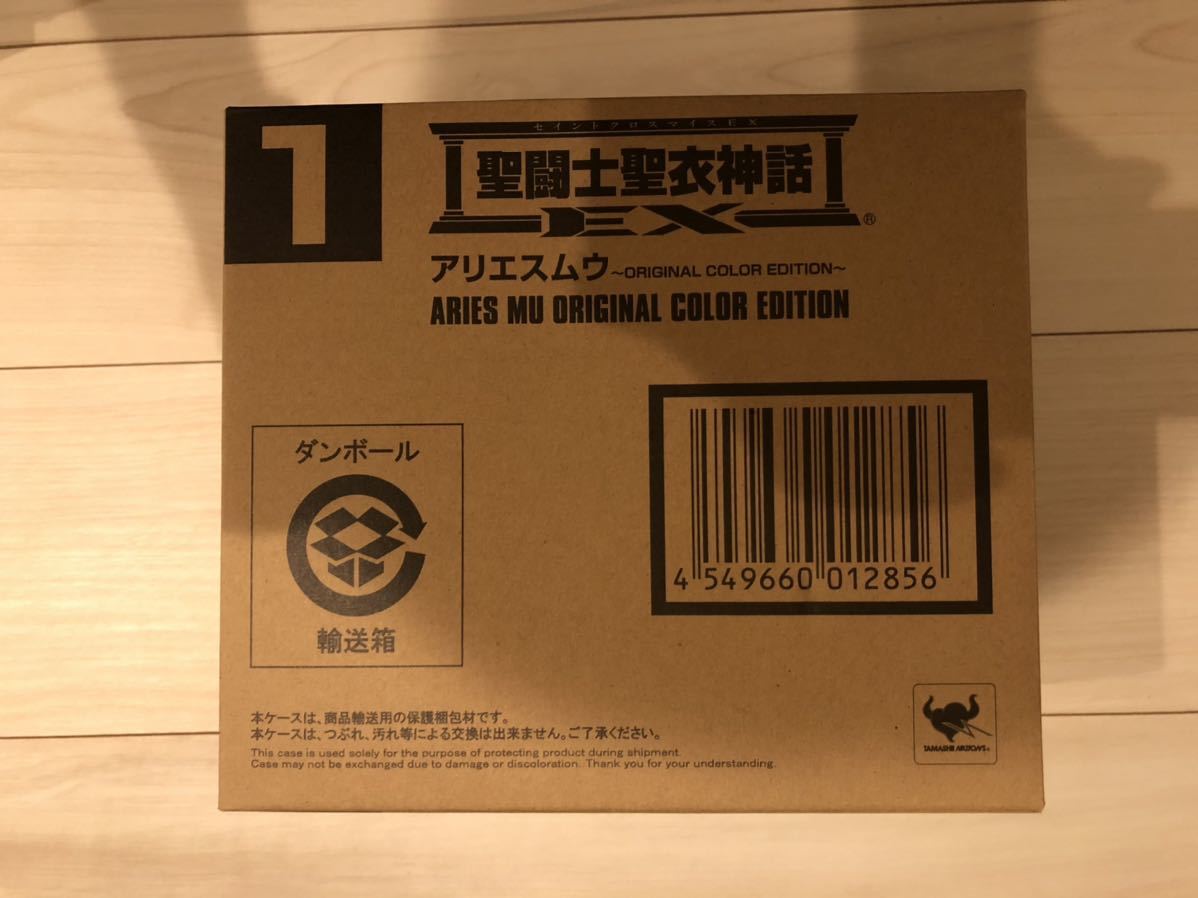 1
セイントクロスマイスEX
聖闘士聖衣神話
EX®
アリエスムウ~ORIGINAL COLOR EDITION~
ARIES MU ORIGINAL COLOR EDITION
ダンボール
輸送箱
4 549660 012856
本ケースは、商品輸送用の保護梱包材です。
本ケースは、つぶれ、汚れ等による交換は出来ません。ご了承ください。
This case is used solely for the purpose of protecting product during shipment.
Case may not be exchanged due to damage or discoloration. Thank you for your understanding.
TAMASHII NATIONS